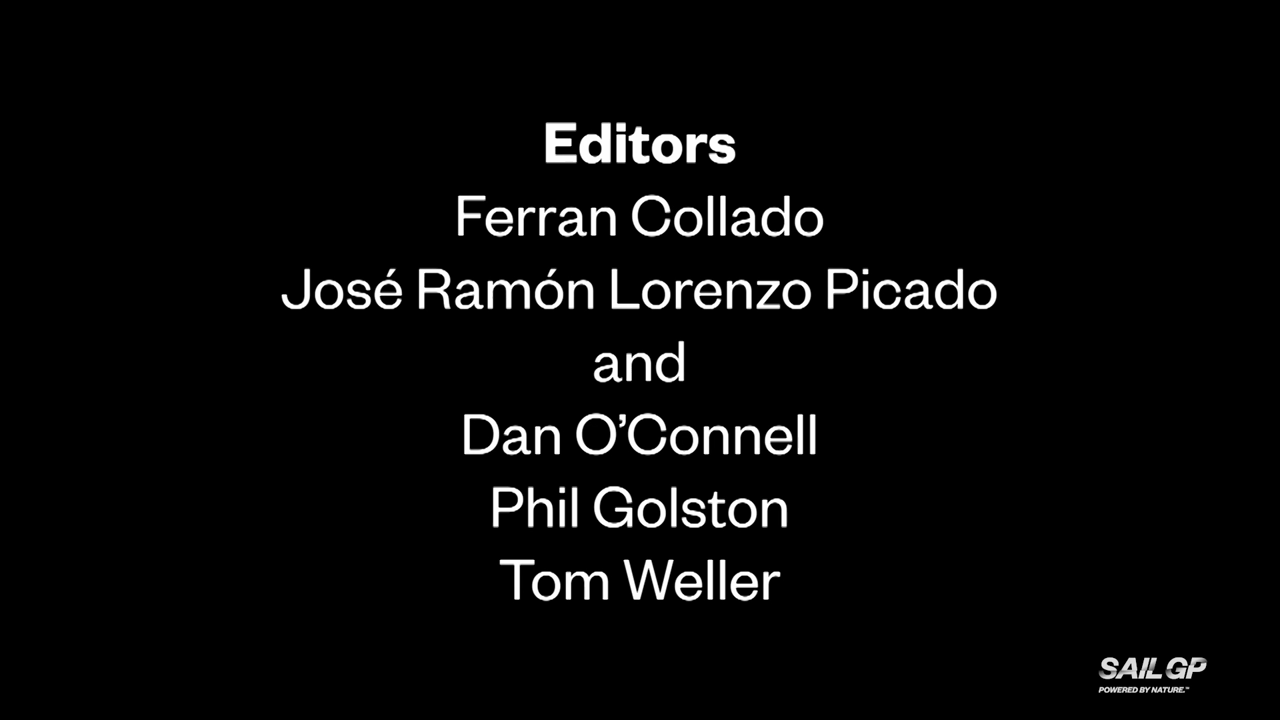 Editors
Ferran Collado
José Ramón Lorenzo Picado
and
Dan O’Connell
Phil Golston
Tom Weller
SAIL GP
POWERED BY NATURE.™